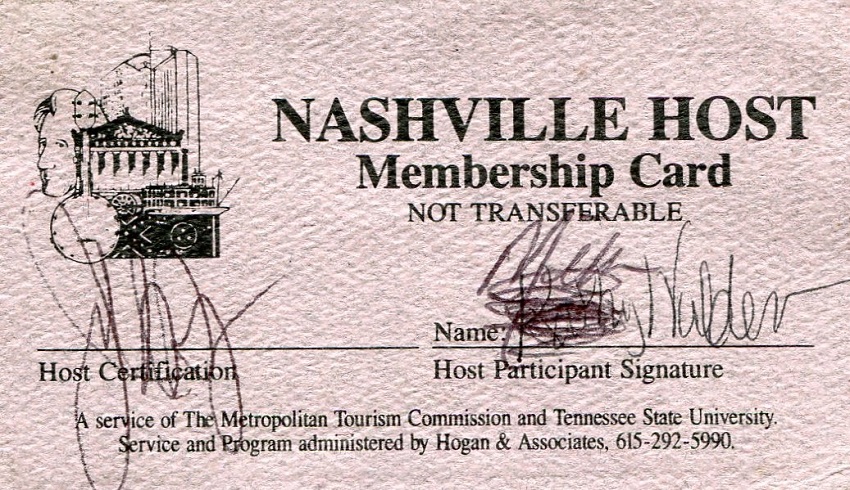 NASHVILLE HOST
Membership Card
NOT TRANSFERABLE
Name:
Host Certification
Host Participant Signature
A service of The Metropolitan Tourism Commission and Tennessee State University.
Service and Program administered by Hogan & Associates, 615-292-5990.